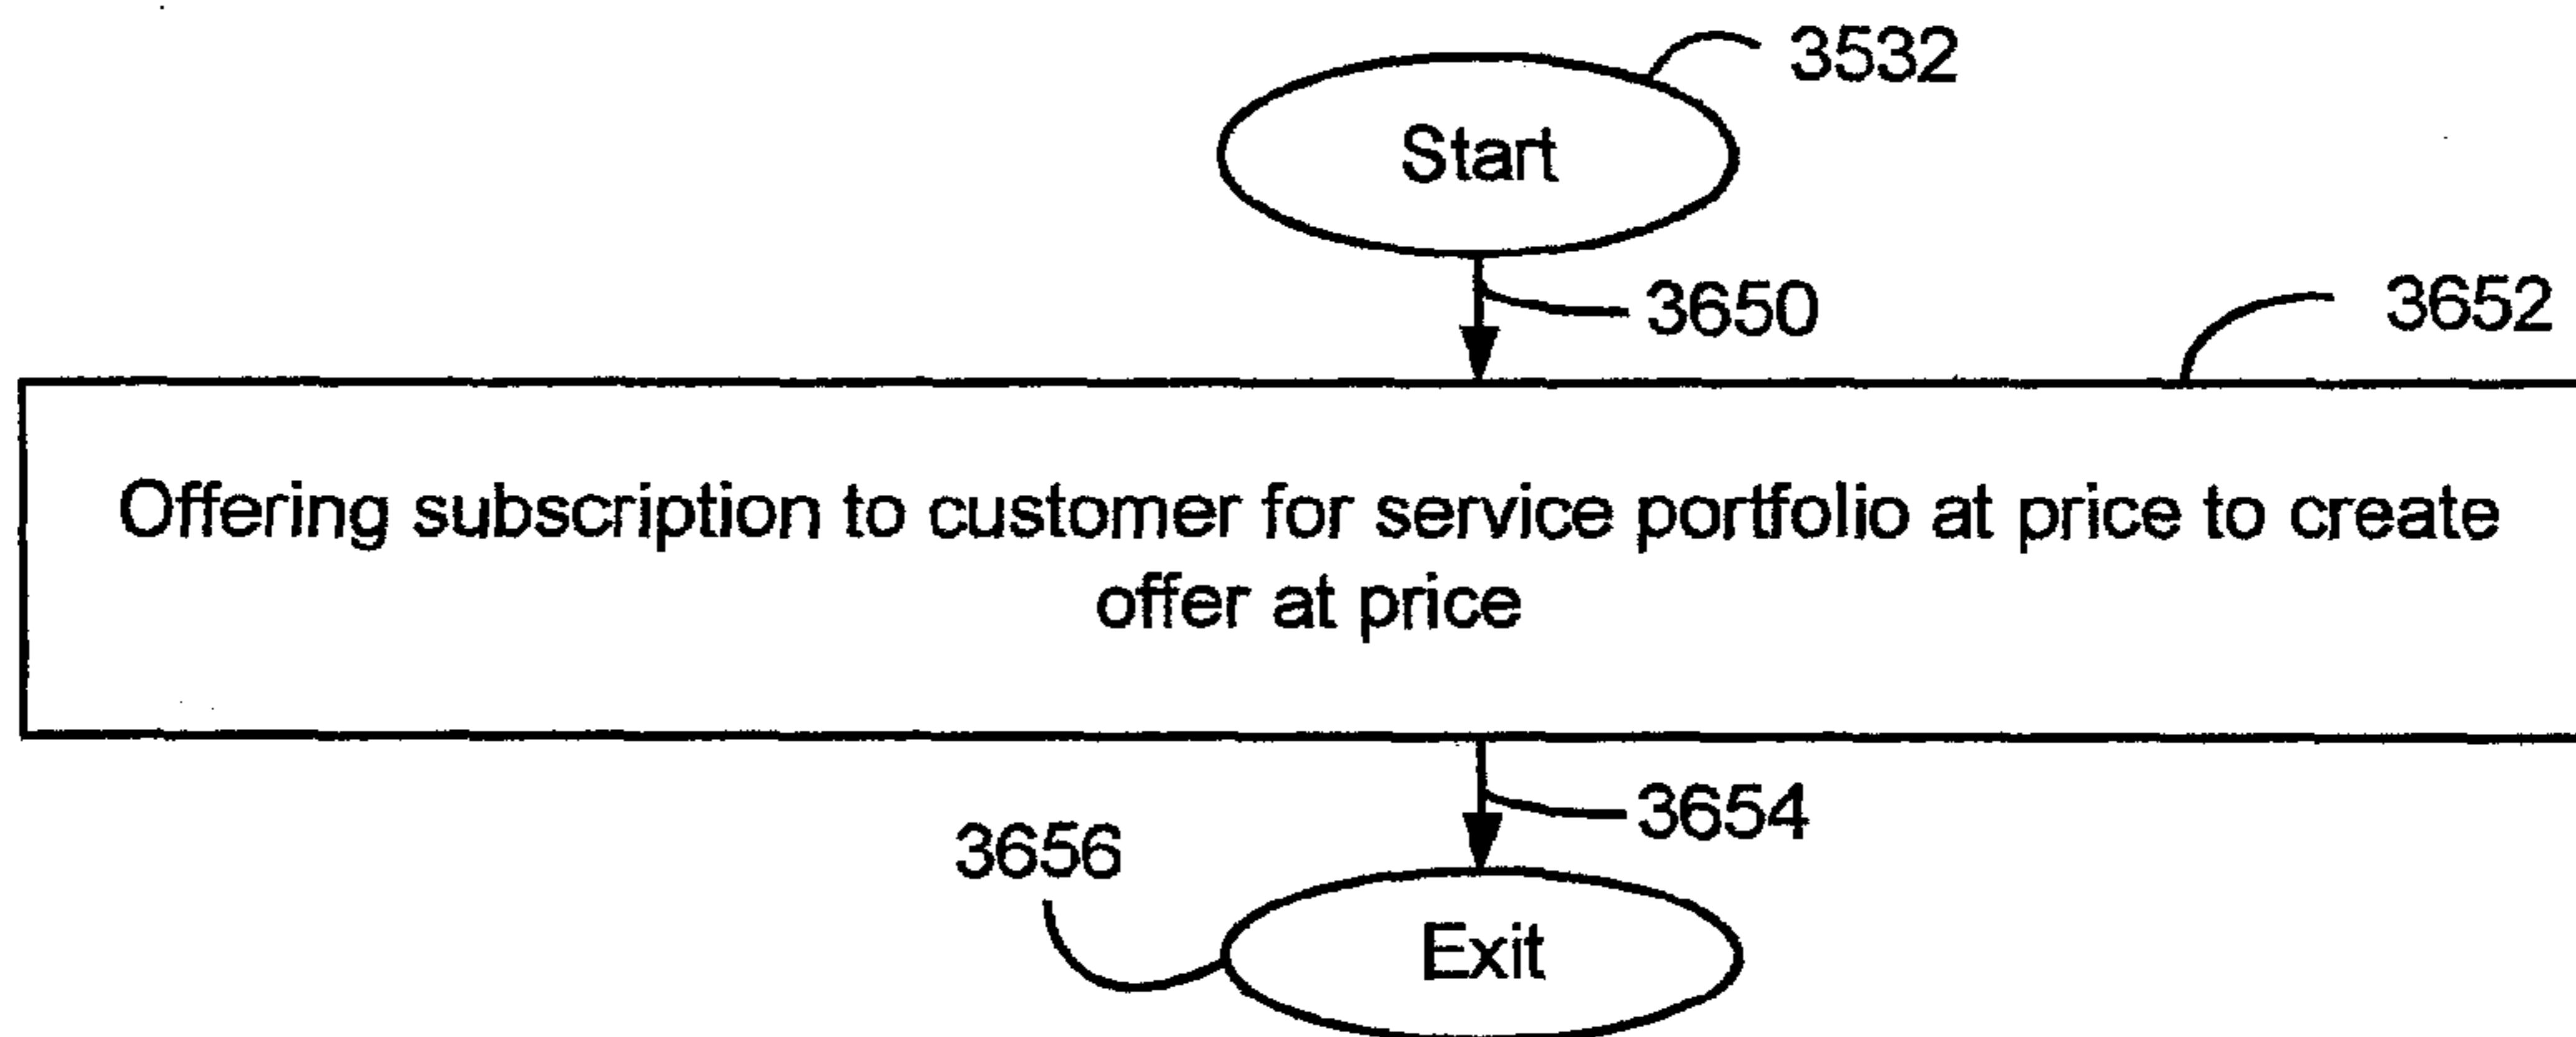 3532
Start
3650
3652
Offering subscription to customer for service portfolio at price to create
offer at price
3654
3656
Exit